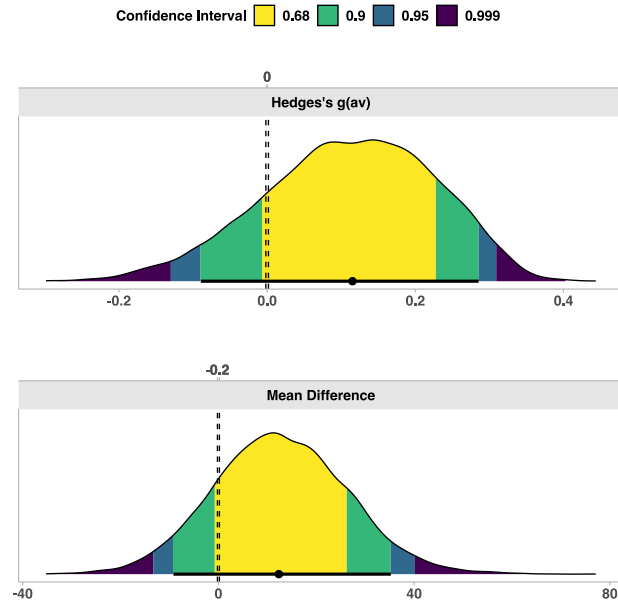 Confidence Interval 0.68 0.9 0.95 0.999
0
Hedges's g(av)
-0.2 0.0 0.2 0.4
-0.2
Mean Difference
-40 0 40 80